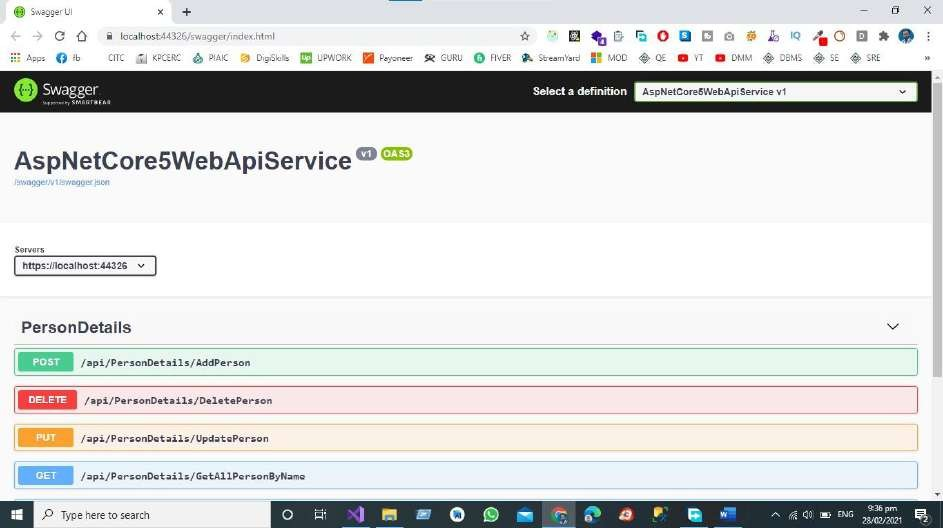 Swagger UI
localhost:44326/swagger/index.html
Apps fb CITC KPCERC PIAIC DigiSkills Up UPWORK Payoneer GURU FIVER StreamYard MOD QE YT DMM DBMS SE SRE »
Swagger
Supported by SMARTBEAR
Select a definition AspNetCore5WebApiService v1
AspNetCore5WebApiService v1 OAS3
/swagger/v1/swagger.json
Servers
https://localhost:44326
PersonDetails
POST /api/PersonDetails/AddPerson
DELETE /api/PersonDetails/DeletePerson
PUT /api/PersonDetails/UpdatePerson
GET /api/PersonDetails/GetAllPersonByName
Type here to search
ENG
9:36 pm
28/02/2021
2